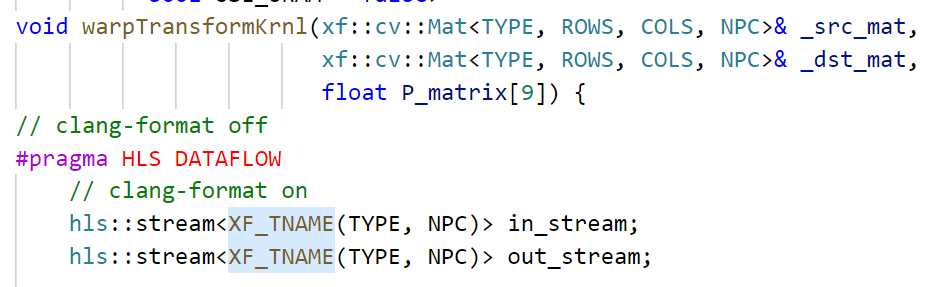 void warpTransformKrnl(xf::cv::Mat<TYPE, ROWS, COLS, NPC>& _src_mat,
xf::cv::Mat<TYPE, ROWS, COLS, NPC>& _dst_mat,
float P_matrix[9]) {
// clang-format off
#pragma HLS DATAFLOW
// clang-format on
hls::stream<XF_TNAME(TYPE, NPC)> in_stream;
hls::stream<XF_TNAME(TYPE, NPC)> out_stream;